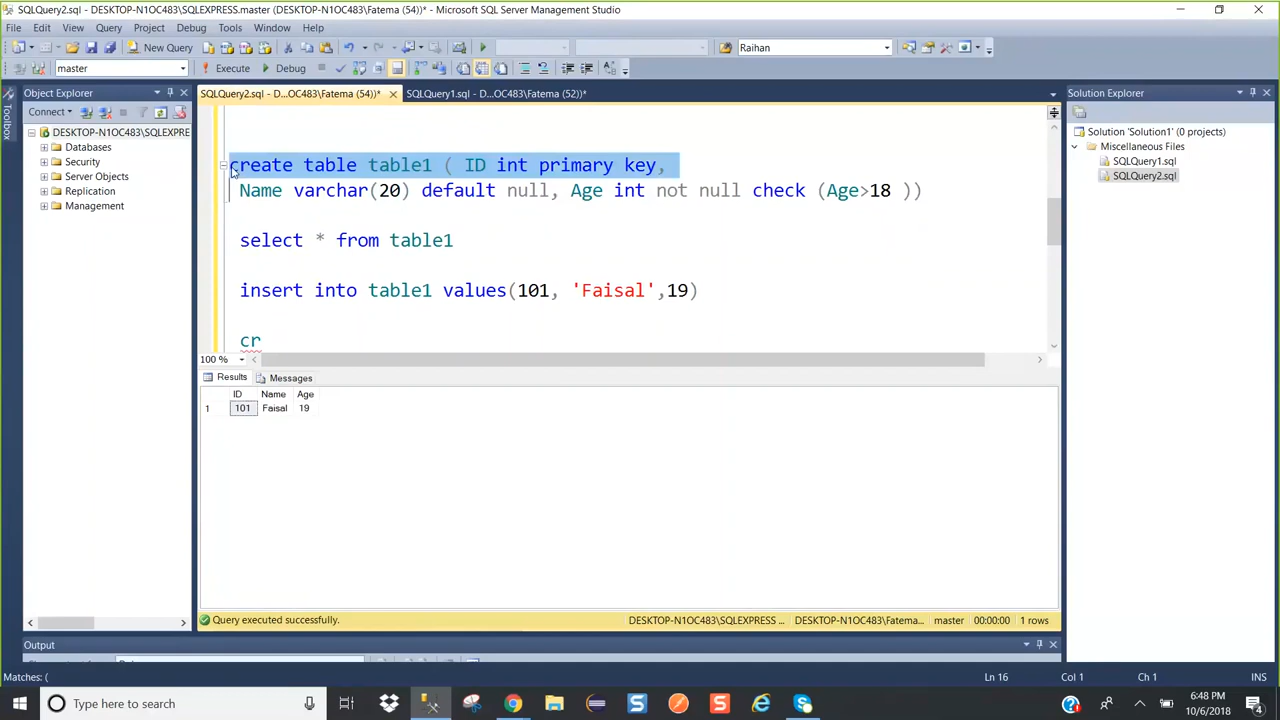 SQLQuery2.sql - DESKTOP-N1OC483\SQLEXPRESS.master (DESKTOP-N1OC483\Fatema (54))* - Microsoft SQL Server Management Studio
File Edit View Query Project Debug Tools Window Help
New Query Raihan
master Execute Debug
Toolbox
Object Explorer
Connect
DESKTOP-N1OC483\SQLEXPRE
Databases
Security
Server Objects
Replication
Management
SQLQuery2.sql - D...OC483\Fatema (54))* SQLQuery1.sql - D...OC483\Fatema (52))*
create table table1 ( ID int primary key,
Name varchar(20) default null, Age int not null check (Age>18 ))
select * from table1
insert into table1 values(101, 'Faisal',19)
cr
100 %
Results Messages
ID Name Age
1 101 Faisal 19
Query executed successfully. DESKTOP-N1OC483\SQLEXPRESS ... DESKTOP-N1OC483\Fatema... master 00:00:00 1 rows
Solution Explorer
Solution 'Solution1' (0 projects)
Miscellaneous Files
SQLQuery1.sql
SQLQuery2.sql
Output
Matches: ( Ln 16 Col 1 Ch 1 INS
Type here to search
6:48 PM
10/6/2018
4